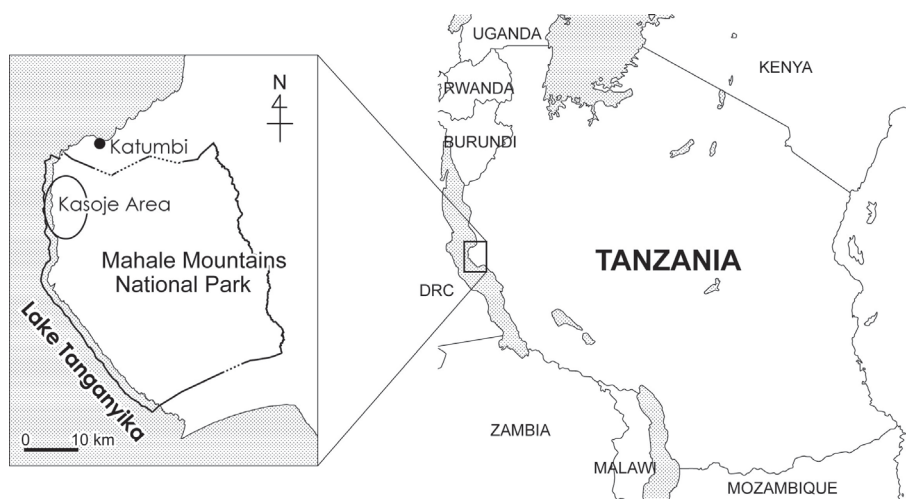 N
Katumbi
Kasoje Area
Mahale Mountains
National Park
Lake Tanganyika
0 10 km
UGANDA
KENYA
RWANDA
BURUNDI
TANZANIA
DRC
ZAMBIA
MALAWI
MOZAMBIQUE